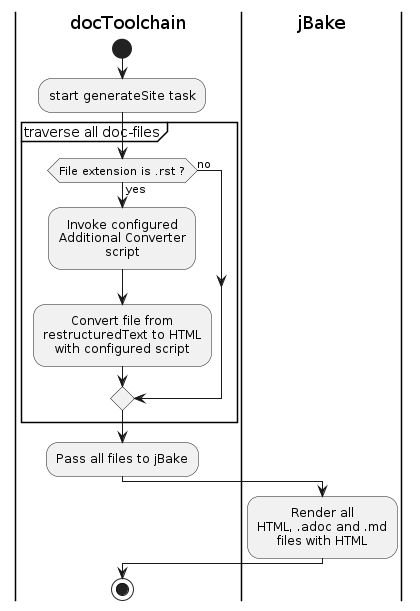 docToolchain
jBake
start generateSite task
traverse all doc-files
File extension is .rst ?
no
yes
Invoke configured
Additional Converter
script
Convert file from
restructuredText to HTML
with configured script
Pass all files to jBake
Render all
HTML, .adoc and .md
files with HTML